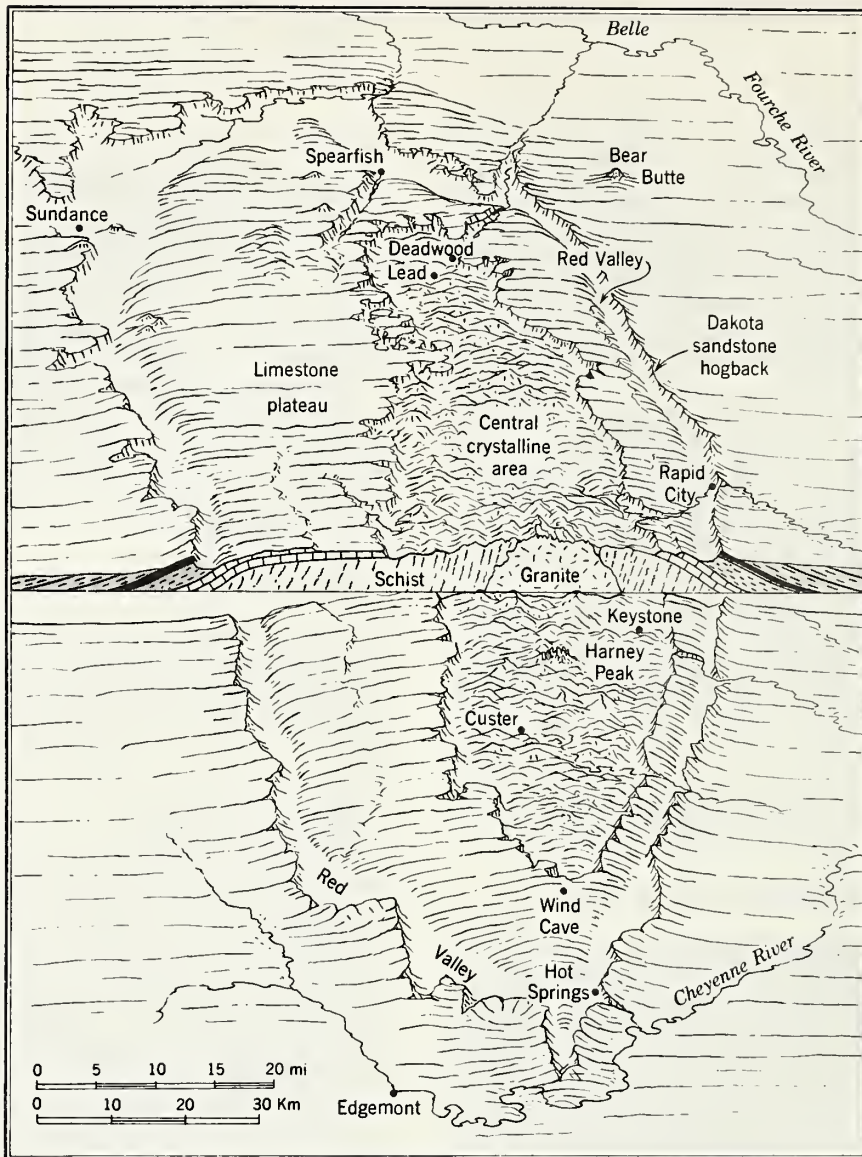 Belle
Fourche River
Spearfish
Bear
Butte
Sundance
Deadwood
Lead
Red Valley
Dakota
sandstone
hogback
Limestone
plateau
Central
crystalline
area
Rapid
City
Schist
Granite
Keystone
Harney
Peak
Custer
Red
Valley
Wind
Cave
Hot
Springs
Cheyenne River
0 5 10 15 20 mi
0 10 20 30 Km
Edgemont